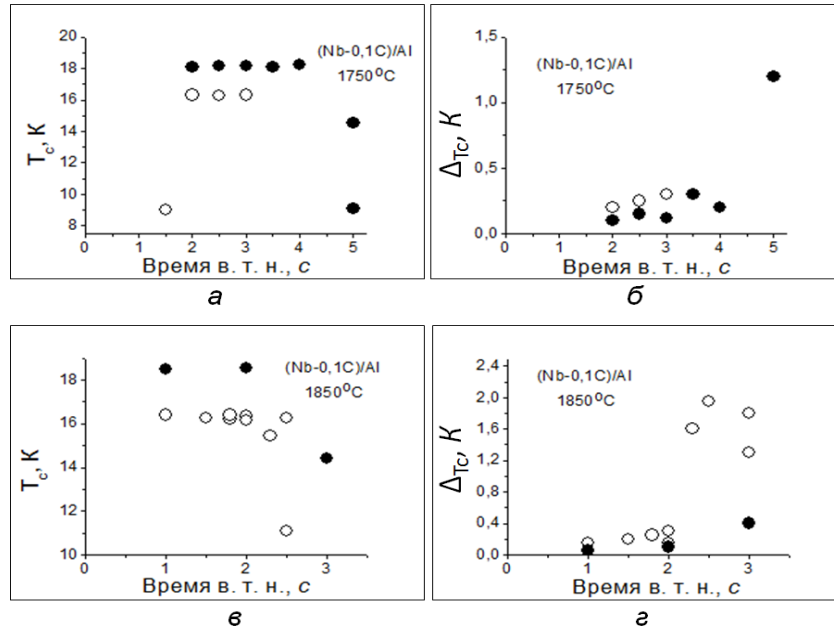 20
18
16
14
12
10
8
Tc, К
(Nb-0,1C)/Al
1750°C
0 1 2 3 4 5
Время в. т. н., с
а
1,5
1,0
0,5
0,0
ΔTc, К
(Nb-0,1C)/Al
1750°C
0 1 2 3 4 5
Время в. т. н., с
б
18
16
14
12
10
Tc, К
(Nb-0,1C)/Al
1850°C
0 1 2 3
Время в. т. н., с
в
2,4
2,0
1,6
1,2
0,8
0,4
0,0
ΔTc, К
(Nb-0,1C)/Al
1850°C
0 1 2 3
Время в. т. н., с
г